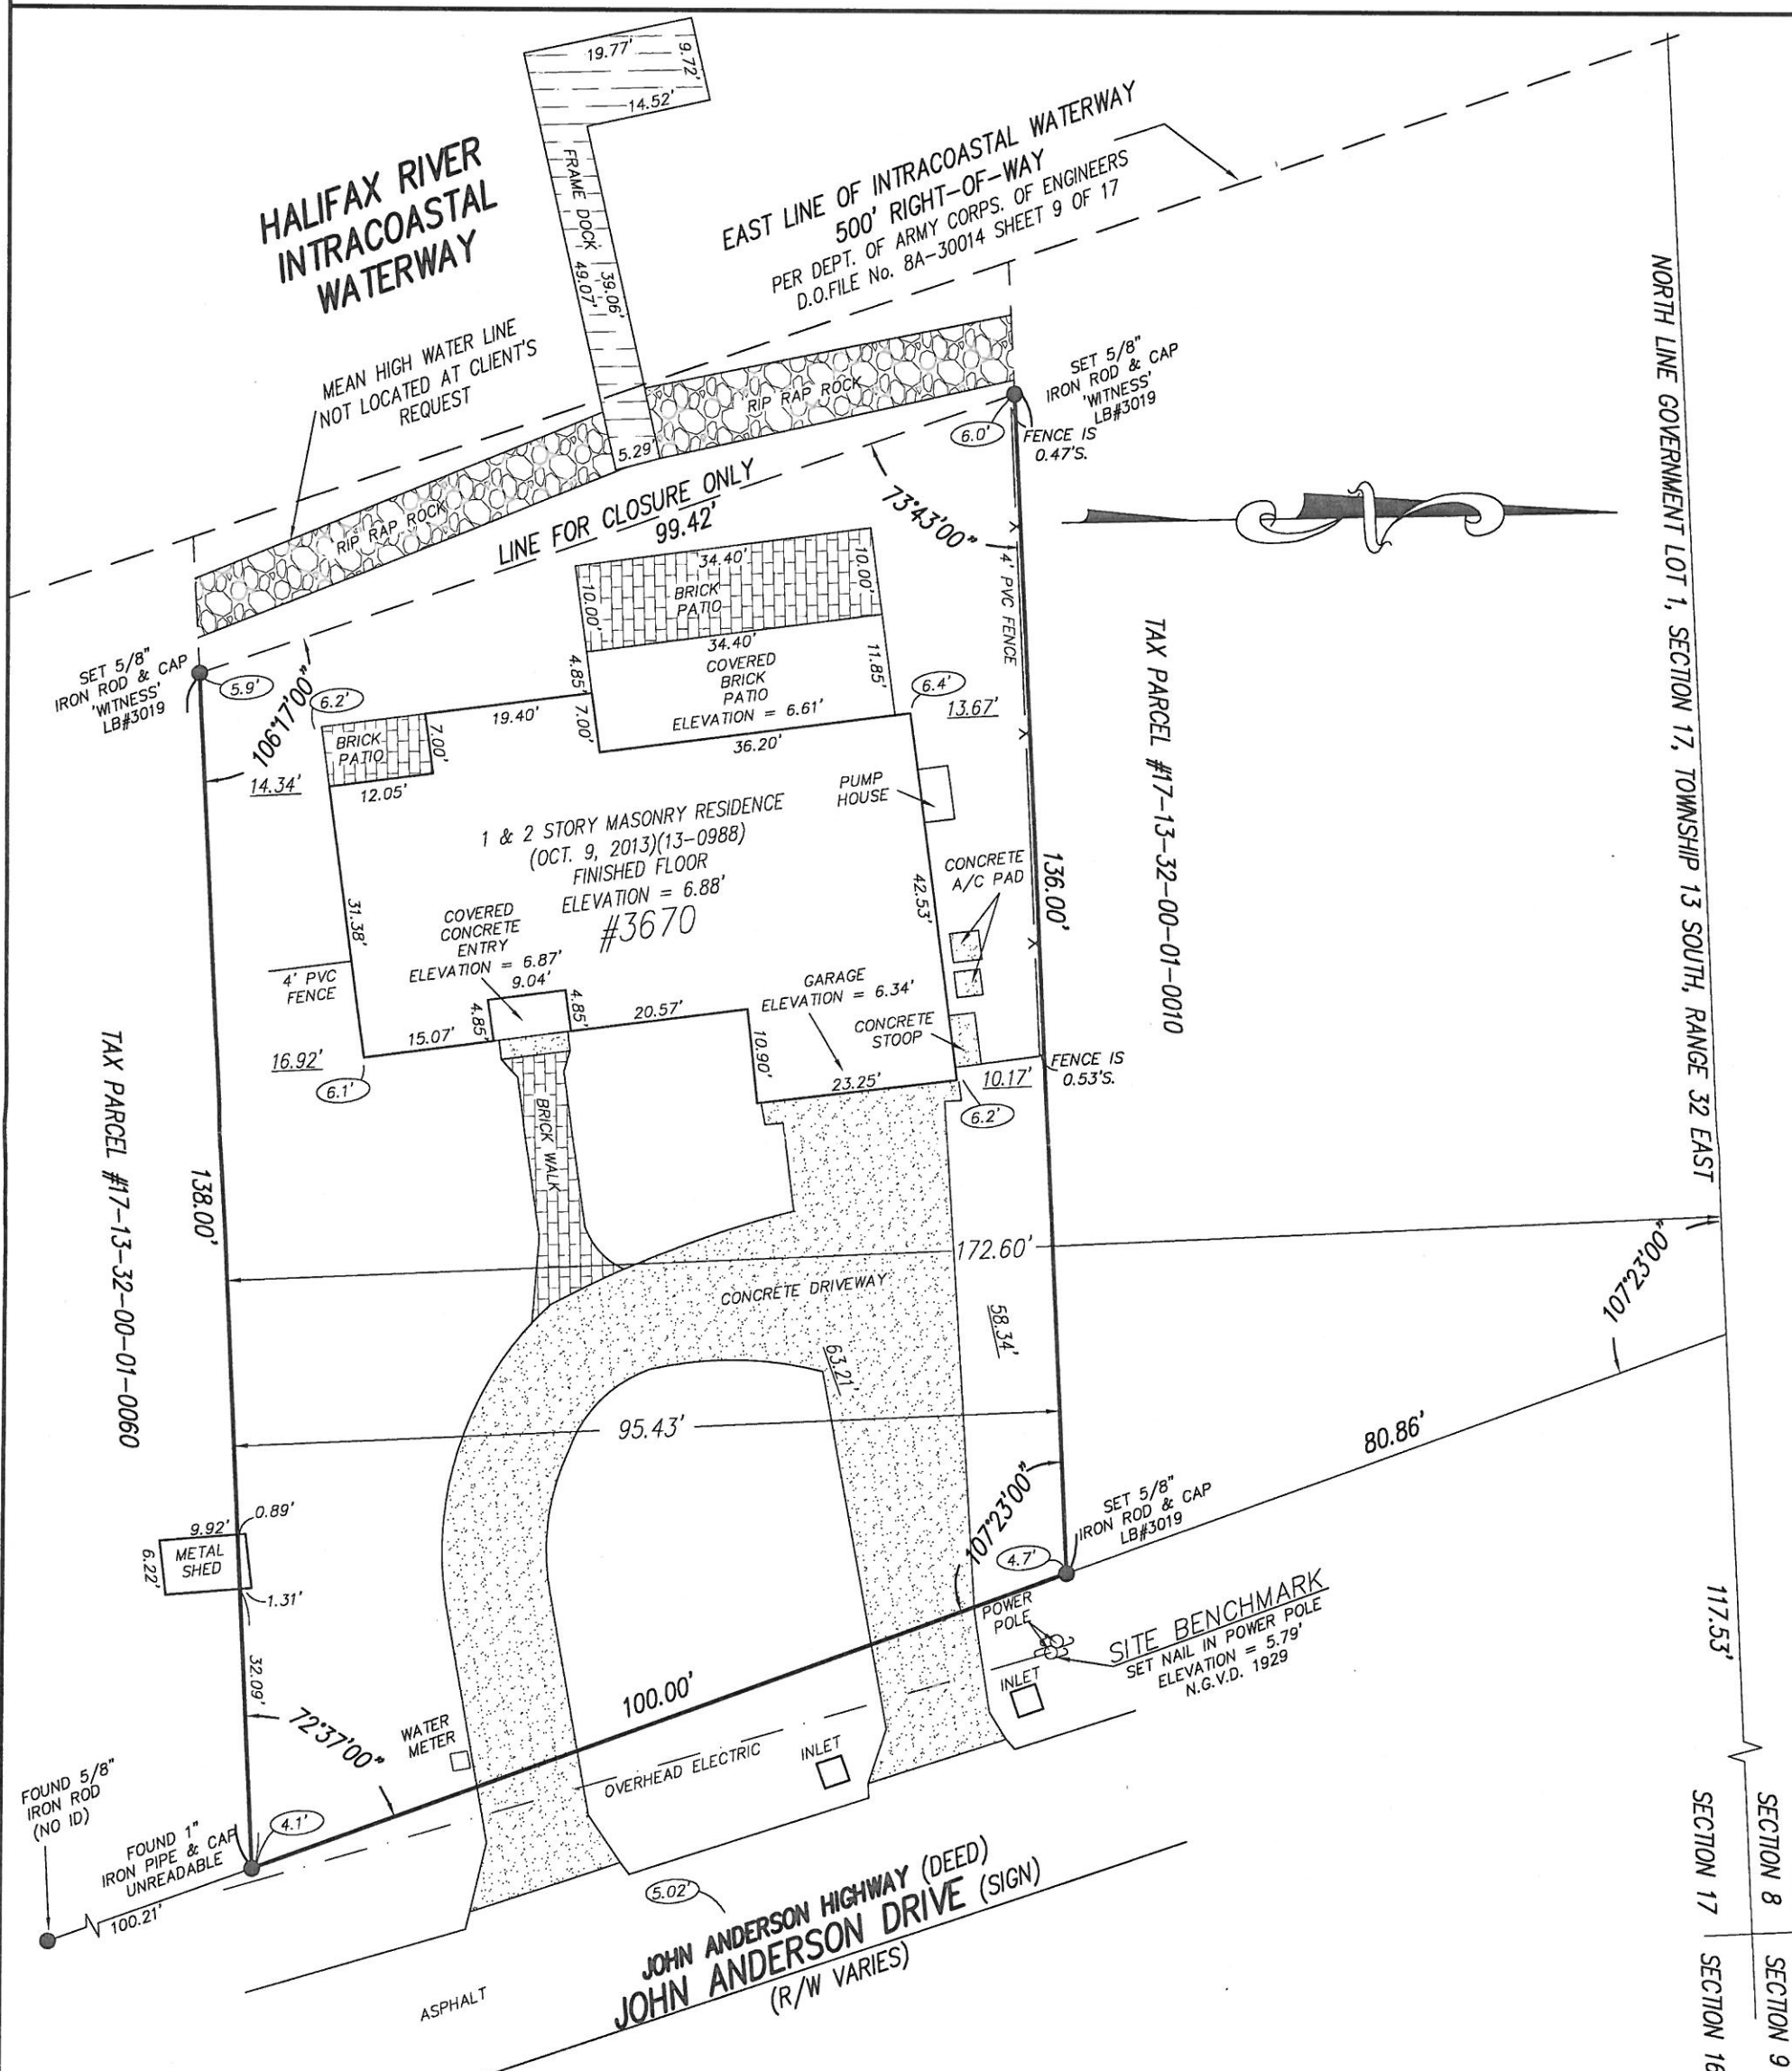 19.77'
9.72'
14.52'
FRAME DOCK
49.07'
39.06'
HALIFAX RIVER
INTRACOASTAL
WATERWAY
EAST LINE OF INTRACOASTAL WATERWAY
500' RIGHT-OF-WAY
PER DEPT. OF ARMY CORPS. OF ENGINEERS
D.O.FILE No. 8A-30014 SHEET 9 OF 17
NORTH LINE GOVERNMENT LOT 1, SECTION 17, TOWNSHIP 13 SOUTH, RANGE 32 EAST
MEAN HIGH WATER LINE
NOT LOCATED AT CLIENT'S
REQUEST
RIP RAP ROCK
RIP RAP ROCK
5.29'
SET 5/8"
IRON ROD & CAP
'WITNESS'
LB#3019
6.0'
FENCE IS
0.47'S.
LINE FOR CLOSURE ONLY
99.42'
73°43'00"
4' PVC FENCE
X
X
X
34.40'
10.00'
10.00'
BRICK
PATIO
34.40'
COVERED
BRICK
PATIO
ELEVATION = 6.61'
4.85'
7.00'
11.85'
36.20'
6.4'
13.67'
SET 5/8"
IRON ROD & CAP
'WITNESS'
LB#3019
5.9'
106°17'00"
6.2'
14.34'
BRICK
PATIO
7.00'
12.05'
19.40'
TAX PARCEL #17-13-32-00-01-0010
PUMP
HOUSE
1 & 2 STORY MASONRY RESIDENCE
(OCT. 9, 2013)(13-0988)
FINISHED FLOOR
ELEVATION = 6.88'
#3670
31.38'
42.53'
CONCRETE
A/C PAD
136.00'
COVERED
CONCRETE
ENTRY
ELEVATION = 6.87'
9.04'
4.85'
4.85'
4' PVC
FENCE
15.07'
20.57'
GARAGE
ELEVATION = 6.34'
CONCRETE
STOOP
10.90'
23.25'
10.17'
FENCE IS
0.53'S.
6.2'
16.92'
6.1'
BRICK WALK
TAX PARCEL #17-13-32-00-01-0060
138.00'
172.60'
107°23'00"
CONCRETE DRIVEWAY
58.34'
63.21'
95.43'
80.86'
107°23'00"
SET 5/8"
IRON ROD & CAP
LB#3019
4.7'
9.92'
0.89'
METAL
SHED
6.22'
1.31'
32.09'
72°37'00"
POWER
POLE
SITE BENCHMARK
SET NAIL IN POWER POLE
ELEVATION = 5.79'
N.G.V.D. 1929
INLET
117.53'
100.00'
WATER
METER
OVERHEAD ELECTRIC
INLET
FOUND 5/8"
IRON ROD
(NO ID)
FOUND 1"
IRON PIPE & CAP
UNREADABLE
4.1'
100.21'
5.02'
JOHN ANDERSON HIGHWAY (DEED)
JOHN ANDERSON DRIVE (SIGN)
(R/W VARIES)
ASPHALT
SECTION 8
SECTION 17
SECTION 9
SECTION 16